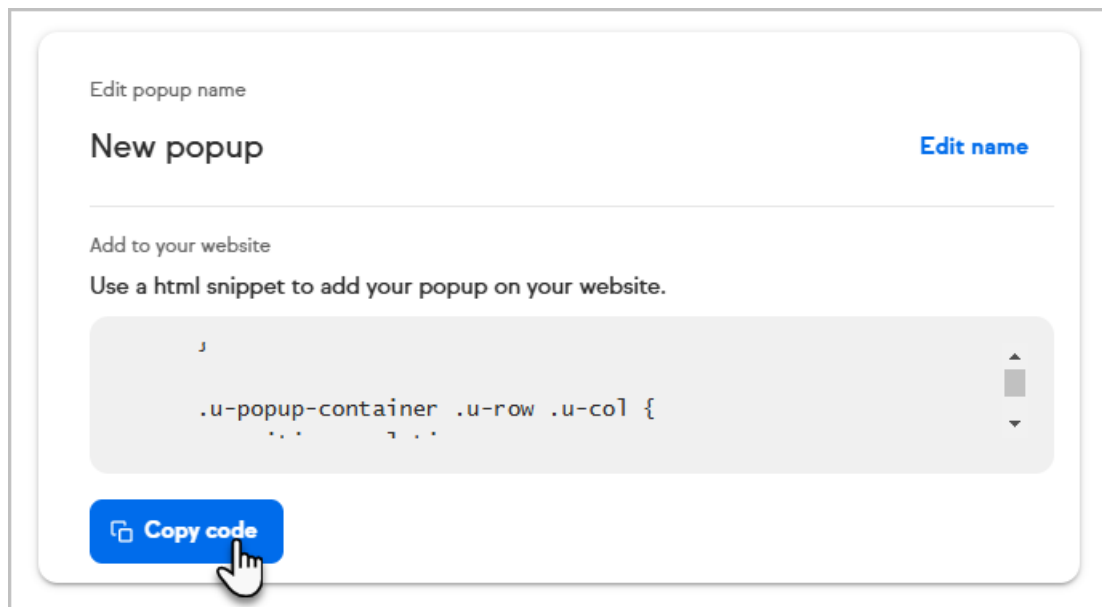 Edit popup name
New popup
Edit name
Add to your website
Use a html snippet to add your popup on your website.
}
.u-popup-container .u-row .u-col {
Copy code